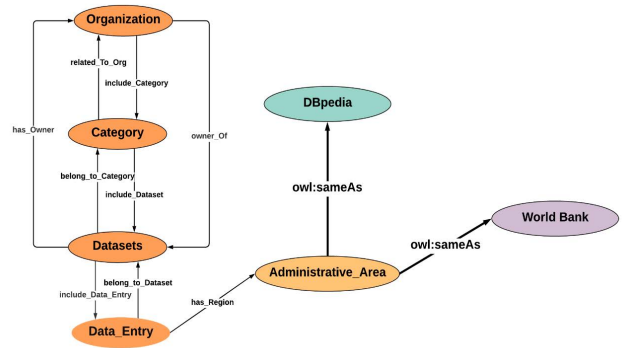 Organization
related_To_Org
include_Category
has_Owner
Category
owner_Of
belong_to_Category
include_Dataset
Datasets
belong_to_Dataset
include_Data_Entry
Data_Entry
has_Region
DBpedia
owl:sameAs
World Bank
owl:sameAs
Administrative_Area